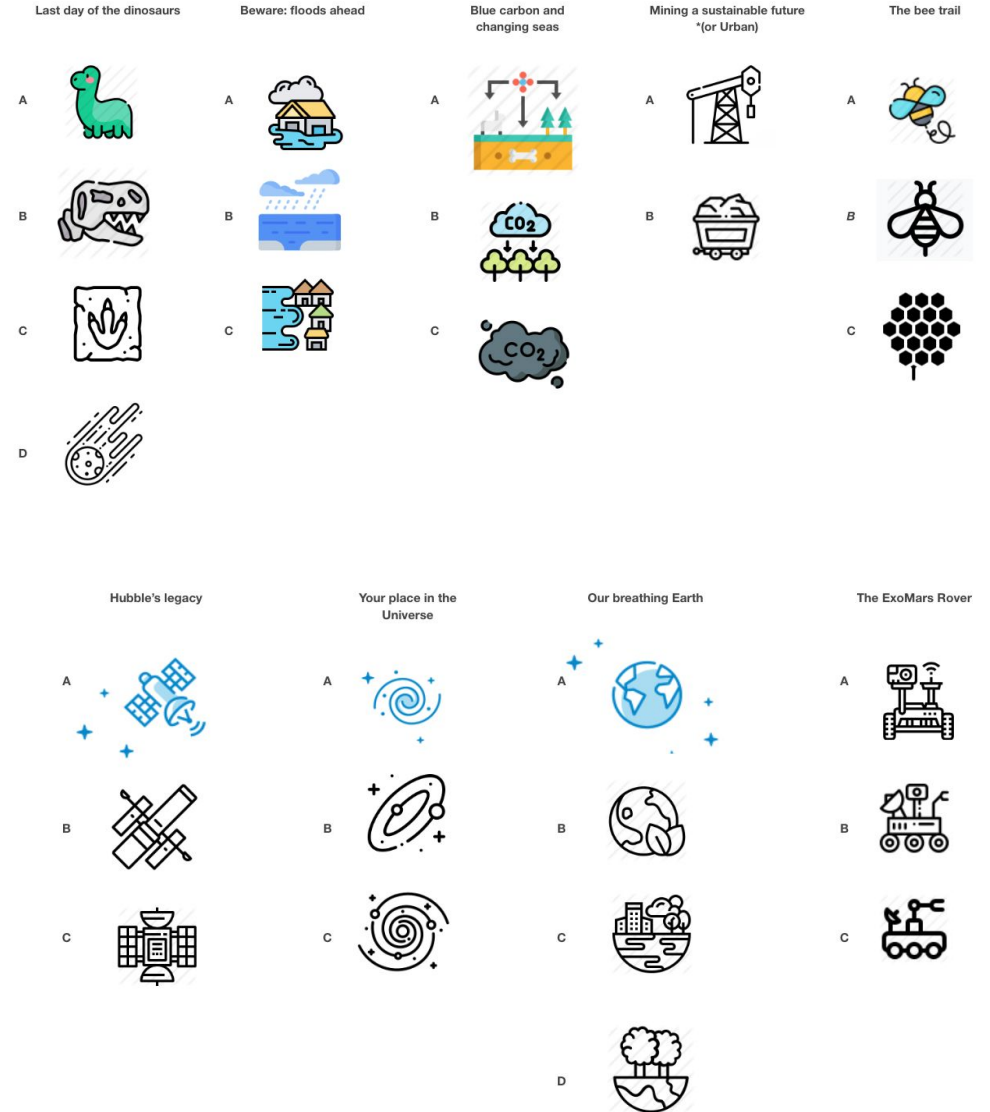 Last day of the dinosaurs
Beware: floods ahead
Blue carbon and
changing seas
Mining a sustainable future
*(or Urban)
The bee trail
A
A
A
A
A
B
B
B
CO2
B
B
C
C
C
CO2
C
D
Hubble's legacy
Your place in the
Universe
Our breathing Earth
The ExoMars Rover
A
A
A
A
B
B
B
B
C
C
C
C
D